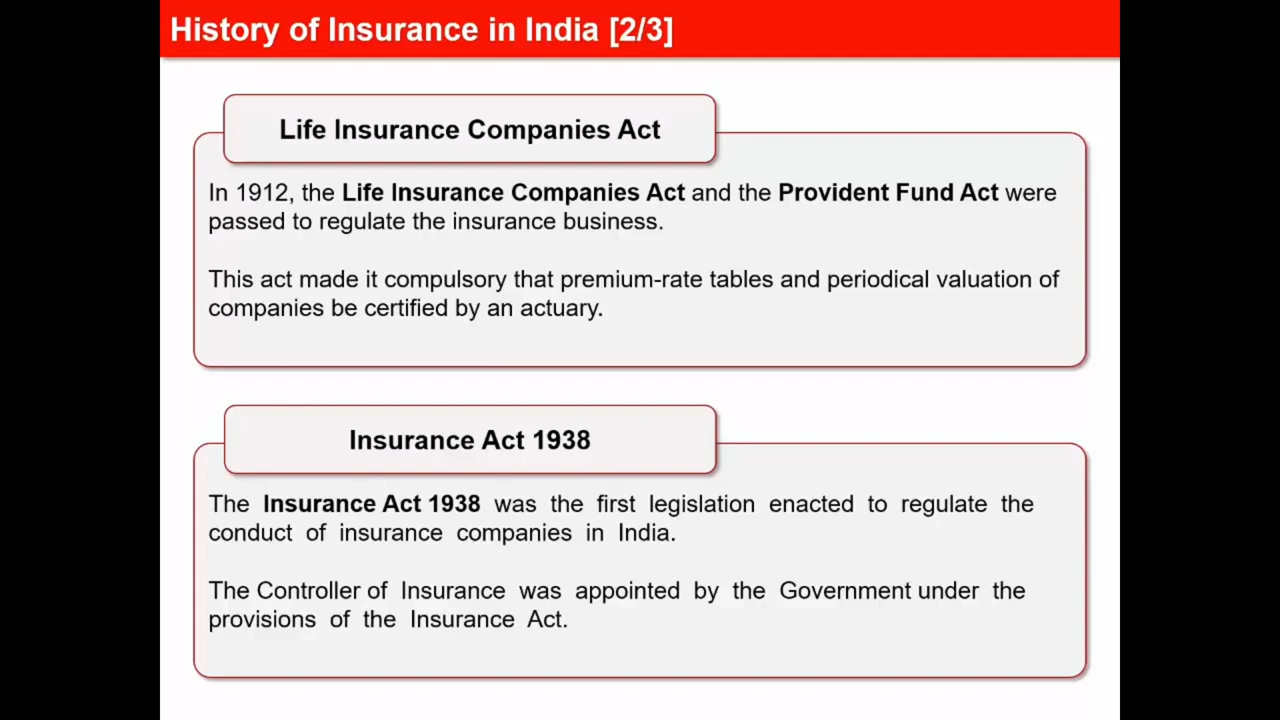 History of Insurance in India [2/3]
Life Insurance Companies Act
In 1912, the Life Insurance Companies Act and the Provident Fund Act were
passed to regulate the insurance business.
This act made it compulsory that premium-rate tables and periodical valuation of
companies be certified by an actuary.
Insurance Act 1938
The Insurance Act 1938 was the first legislation enacted to regulate the
conduct of insurance companies in India.
The Controller of Insurance was appointed by the Government under the
provisions of the Insurance Act.